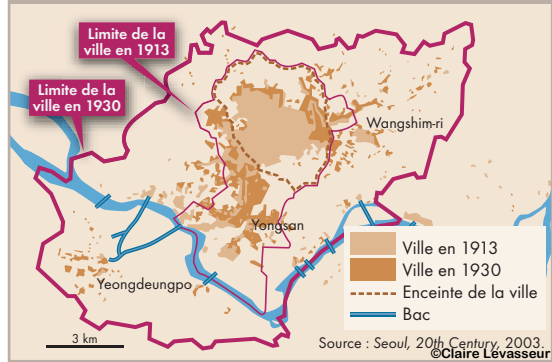 Limite de la
ville en 1913
Limite de la
ville en 1930
Wangshim-ri
Yongsan
Yeongdeungpo
Ville en 1913
Ville en 1930
Enceinte de la ville
Bac
3 km
Source : Seoul, 20th Century, 2003.
©Claire Levasseur